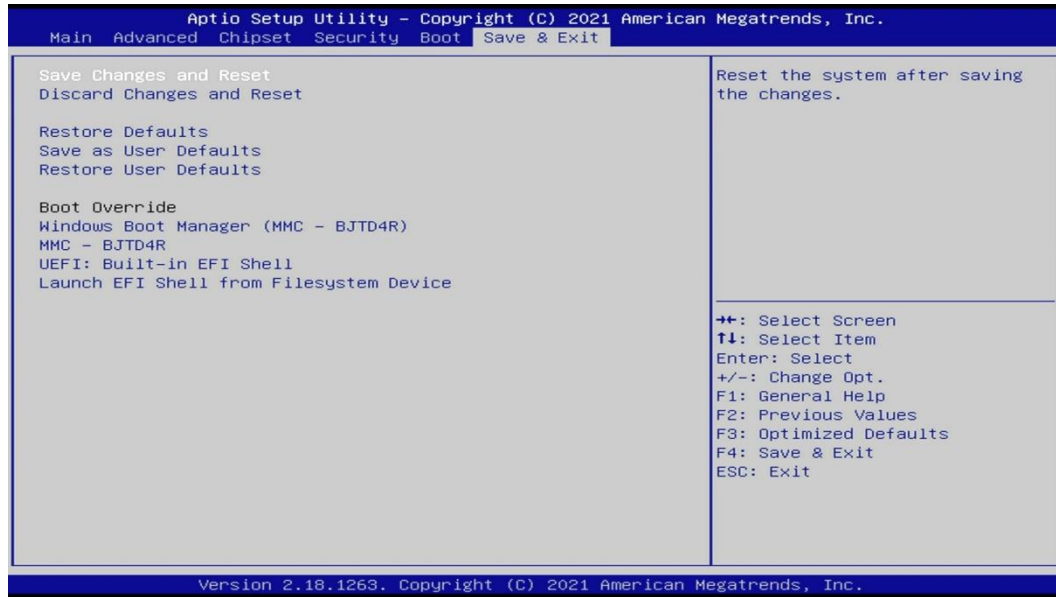 Aptio Setup Utility – Copyright (C) 2021 American Megatrends, Inc.
Main Advanced Chipset Security Boot Save & Exit
Save Changes and Reset
Discard Changes and Reset
Restore Defaults
Save as User Defaults
Restore User Defaults
Boot Override
Windows Boot Manager (MMC – BJTD4R)
MMC – BJTD4R
UEFI: Built-in EFI Shell
Launch EFI Shell from Filesystem Device
Reset the system after saving
the changes.
→←: Select Screen
↑↓: Select Item
Enter: Select
+/-: Change Opt.
F1: General Help
F2: Previous Values
F3: Optimized Defaults
F4: Save & Exit
ESC: Exit
Version 2.18.1263. Copyright (C) 2021 American Megatrends, Inc.